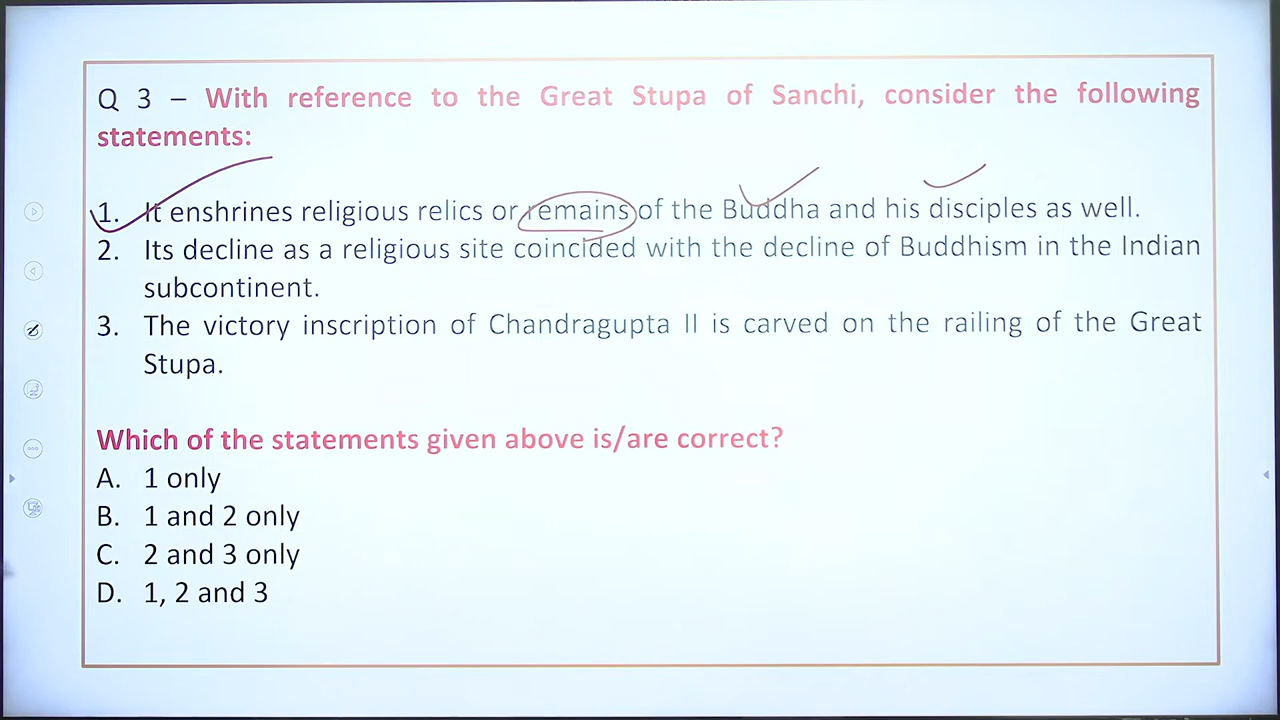 Q 3 – With reference to the Great Stupa of Sanchi, consider the following
statements:
1. It enshrines religious relics or remains of the Buddha and his disciples as well.
2. Its decline as a religious site coincided with the decline of Buddhism in the Indian
subcontinent.
3. The victory inscription of Chandragupta II is carved on the railing of the Great
Stupa.
Which of the statements given above is/are correct?
A. 1 only
B. 1 and 2 only
C. 2 and 3 only
D. 1, 2 and 3